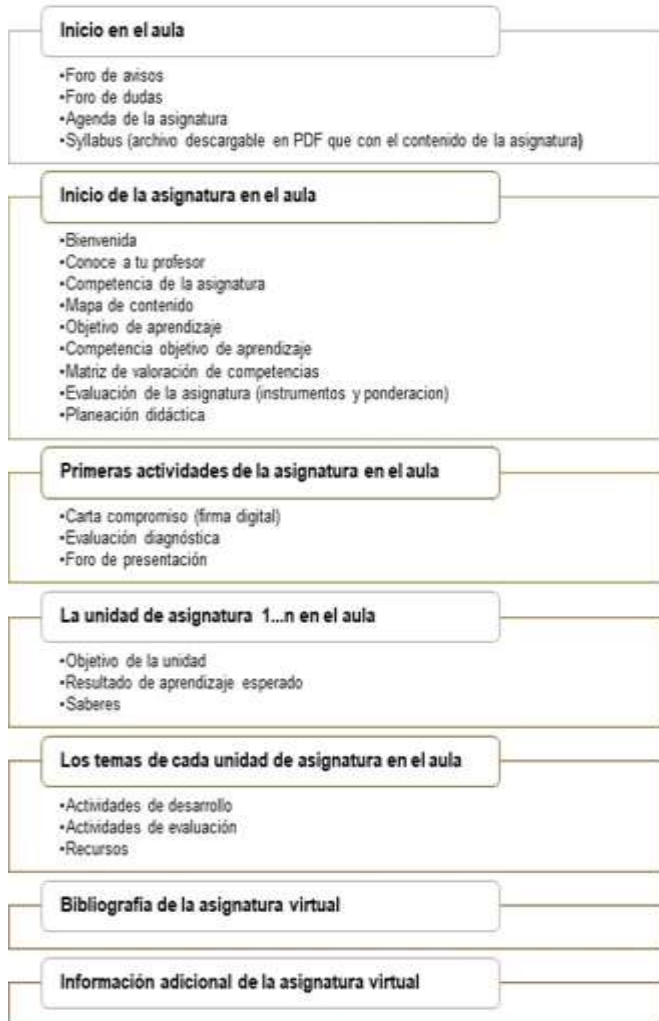 Inicio en el aula
•Foro de avisos
•Foro de dudas
•Agenda de la asignatura
•Syllabus (archivo descargable en PDF que con el contenido de la asignatura)
Inicio de la asignatura en el aula
•Bienvenida
•Conoce a tu profesor
•Competencia de la asignatura
•Mapa de contenido
•Objetivo de aprendizaje
•Competencia objetivo de aprendizaje
•Matriz de valoración de competencias
•Evaluación de la asignatura (instrumentos y ponderacion)
•Planeación didáctica
Primeras actividades de la asignatura en el aula
•Carta compromiso (firma digital)
•Evaluación diagnóstica
•Foro de presentación
La unidad de asignatura 1...n en el aula
•Objetivo de la unidad
•Resultado de aprendizaje esperado
•Saberes
Los temas de cada unidad de asignatura en el aula
•Actividades de desarrollo
•Actividades de evaluación
•Recursos
Bibliografia de la asignatura virtual
Información adicional de la asignatura virtual